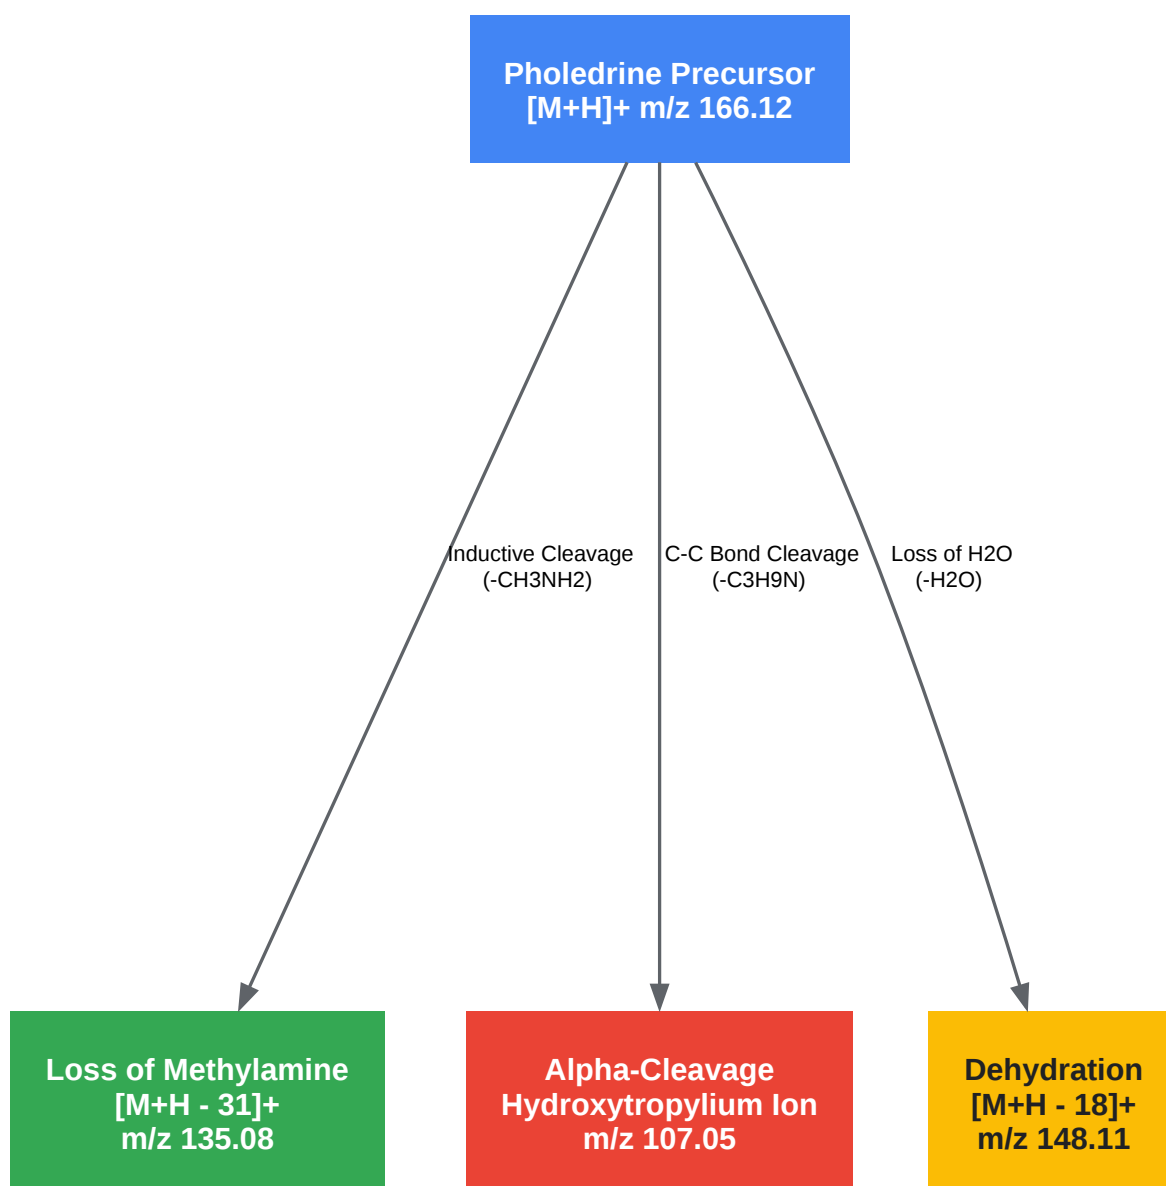 Pholedrine Precursor
[M+H]+ m/z 166.12
Inductive Cleavage
(-CH3NH2)
C-C Bond Cleavage
(-C3H9N)
Loss of H2O
(-H2O)
Loss of Methylamine
[M+H - 31]+
m/z 135.08
Alpha-Cleavage
Hydroxytropylium Ion
m/z 107.05
Dehydration
[M+H - 18]+
m/z 148.11